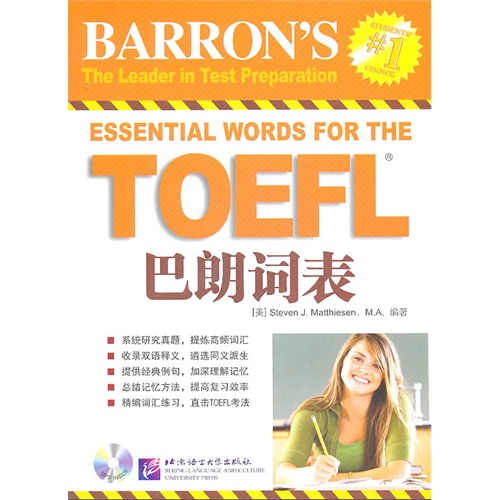 BARRON'S
The Leader in Test Preparation
STUDENTS'
#1
CHOICE
ESSENTIAL WORDS FOR THE
TOEFL®
巴朗词表
[美] Steven J. Matthiesen, M.A. 编著
• 系统研究真题，提炼高频词汇
• 收录双语释义，遴选同义派生
• 提供经典例句，加深理解记忆
• 总结记忆方法，提高复习效率
• 精编词汇练习，直击TOEFL考法
北京语言大学出版社
BEIJING LANGUAGE AND CULTURE
UNIVERSITY PRESS